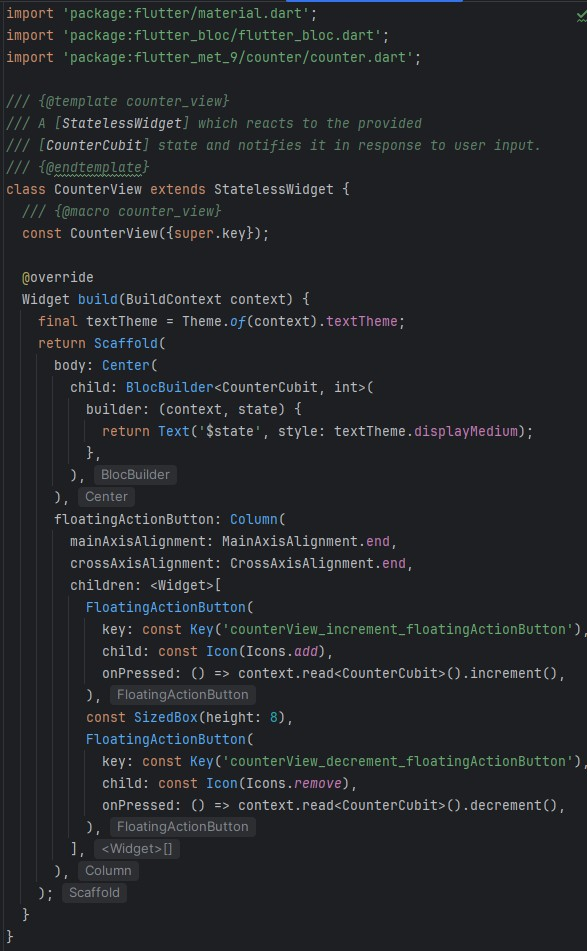 import 'package:flutter/material.dart';
import 'package:flutter_bloc/flutter_bloc.dart';
import 'package:flutter_met_9/counter/counter.dart';

/// {@template counter_view}
/// A [StatelessWidget] which reacts to the provided
/// [CounterCubit] state and notifies it in response to user input.
/// {@endtemplate}
class CounterView extends StatelessWidget {
  /// {@macro counter_view}
  const CounterView({super.key});

  @override
  Widget build(BuildContext context) {
    final textTheme = Theme.of(context).textTheme;
    return Scaffold(
      body: Center(
        child: BlocBuilder<CounterCubit, int>(
          builder: (context, state) {
            return Text('$state', style: textTheme.displayMedium);
          },
        ), BlocBuilder
      ), Center
      floatingActionButton: Column(
        mainAxisAlignment: MainAxisAlignment.end,
        crossAxisAlignment: CrossAxisAlignment.end,
        children: <Widget>[
          FloatingActionButton(
            key: const Key('counterView_increment_floatingActionButton'),
            child: const Icon(Icons.add),
            onPressed: () => context.read<CounterCubit>().increment(),
          ), FloatingActionButton
          const SizedBox(height: 8),
          FloatingActionButton(
            key: const Key('counterView_decrement_floatingActionButton'),
            child: const Icon(Icons.remove),
            onPressed: () => context.read<CounterCubit>().decrement(),
          ), FloatingActionButton
        ], <Widget>[]
      ), Column
    ); Scaffold
  }
}